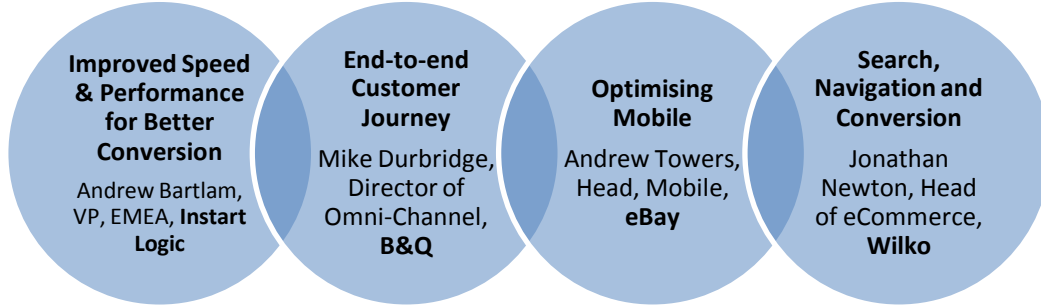 Improved Speed
& Performance
for Better
Conversion
Andrew Bartlam,
VP, EMEA, Instart
Logic
End-to-end
Customer
Journey
Mike Durbridge,
Director of
Omni-Channel,
B&Q
Optimising
Mobile
Andrew Towers,
Head, Mobile,
eBay
Search,
Navigation and
Conversion
Jonathan
Newton, Head
of eCommerce,
Wilko